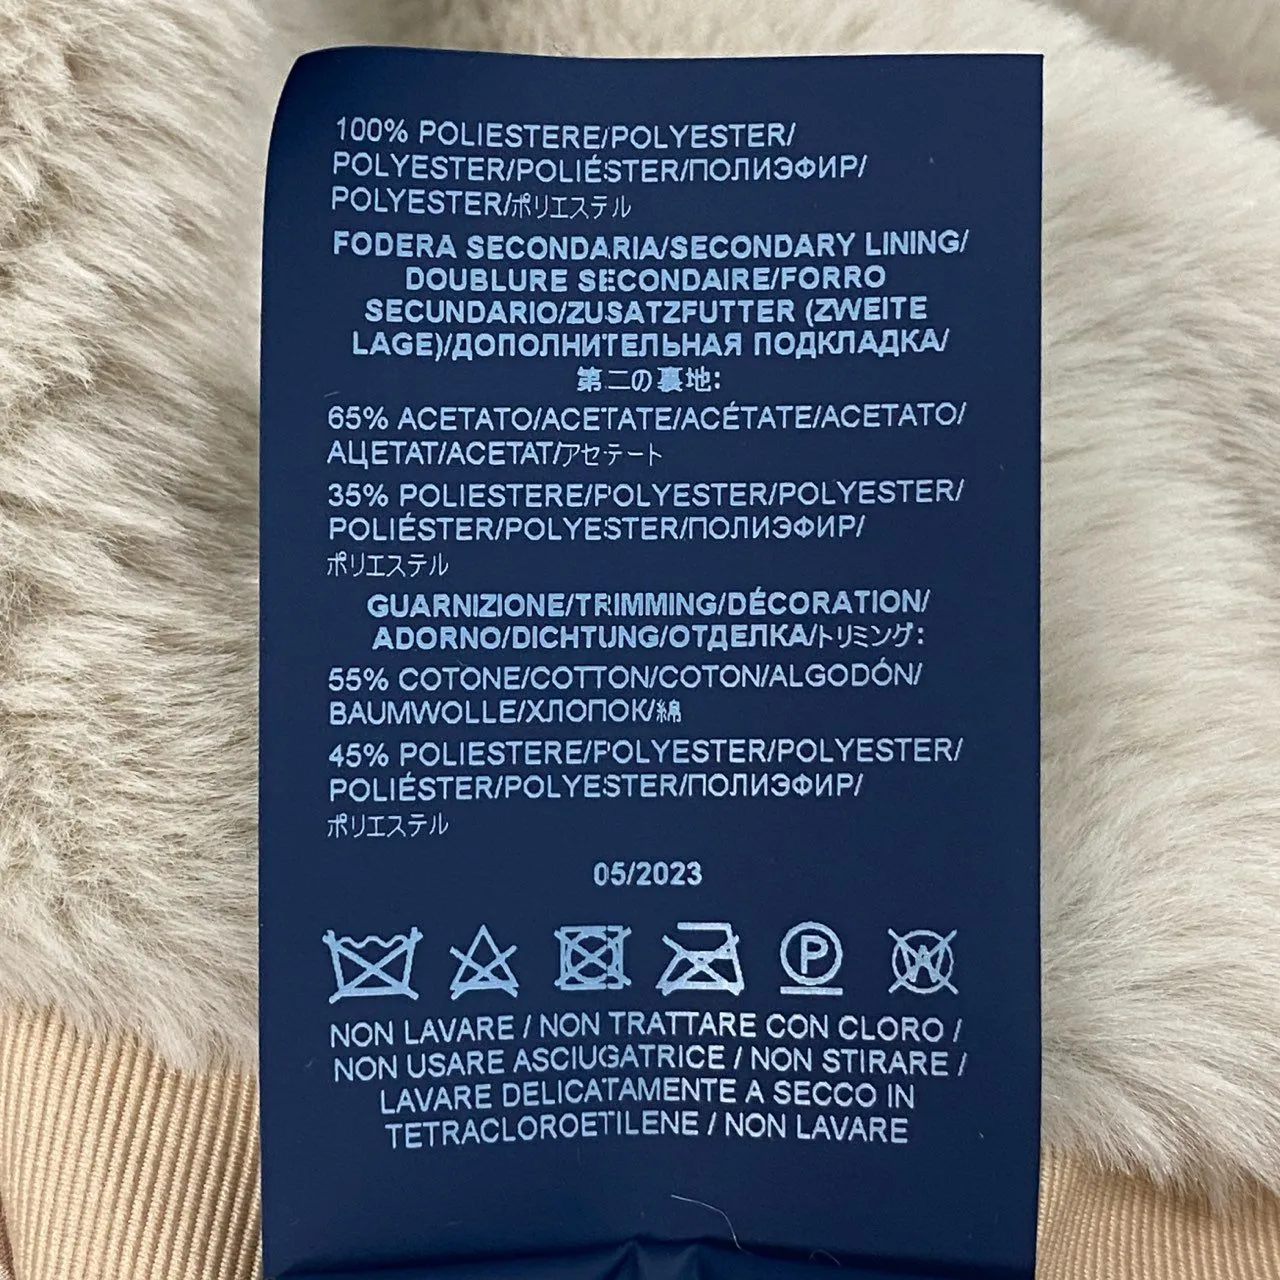 100% POLIESTERE/POLYESTER/
POLYESTER/POLIÉSTER/ПОЛИЭФИР/
POLYESTER/ポリエステル
FODERA SECONDARIA/SECONDARY LINING/
DOUBLURE SECONDAIRE/FORRO
SECUNDARIO/ZUSATZFUTTER (ZWEITE
LAGE)/ДОПОЛНИТЕЛЬНАЯ ПОДКЛАДКА/
第二の裏地:
65% ACETATO/ACETATE/ACÉTATE/ACETATO/
АЦЕТАТ/ACETAT/アセテート
35% POLIESTERE/POLYESTER/POLYESTER/
POLIÉSTER/POLYESTER/ПОЛИЭФИР/
ポリエステル
GUARNIZIONE/TRIMMING/DÉCORATION/
ADORNO/DICHTUNG/ОТДЕЛКА/トリミング:
55% COTONE/COTTON/COTON/ALGODÓN/
BAUMWOLLE/ХЛОПОК/綿
45% POLIESTERE/POLYESTER/POLYESTER/
POLIÉSTER/POLYESTER/ПОЛИЭФИР/
ポリエステル
05/2023
P W
NON LAVARE / NON TRATTARE CON CLORO /
NON USARE ASCIUGATRICE / NON STIRARE /
LAVARE DELICATAMENTE A SECCO IN
TETRACLOROETILENE / NON LAVARE